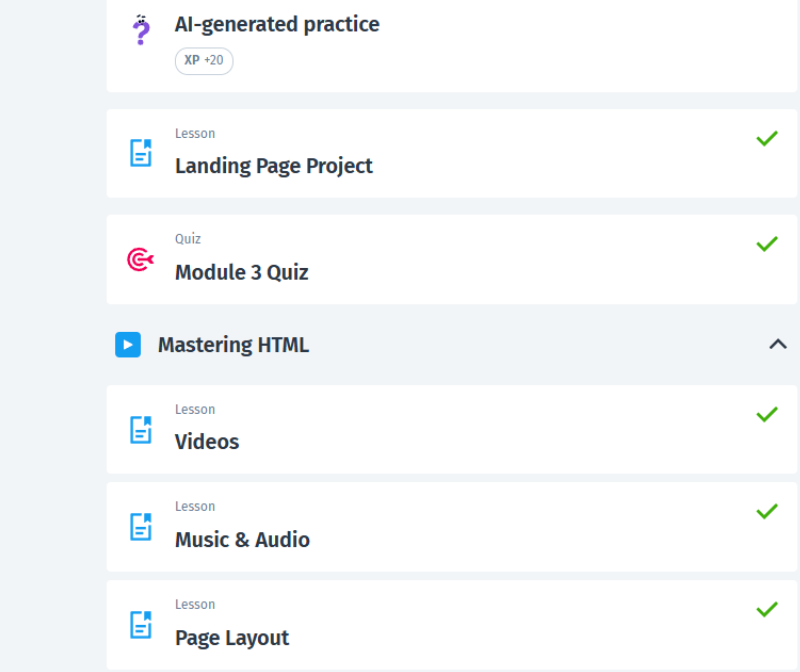 AI-generated practice
XP +20
Lesson
Landing Page Project
Quiz
Module 3 Quiz
Mastering HTML
Lesson
Videos
Lesson
Music & Audio
Lesson
Page Layout